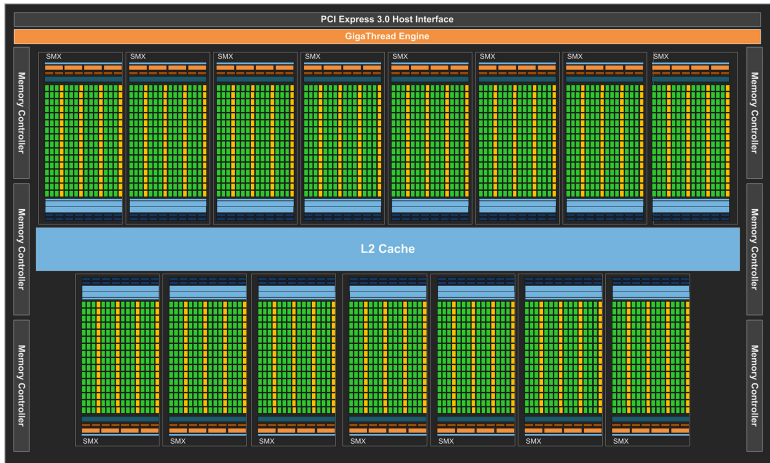 PCI Express 3.0 Host Interface
GigaThread Engine
SMX SMX SMX SMX SMX SMX SMX SMX
Memory Controller
Memory Controller
Memory Controller
L2 Cache
Memory Controller
Memory Controller
Memory Controller
SMX SMX SMX SMX SMX SMX SMX